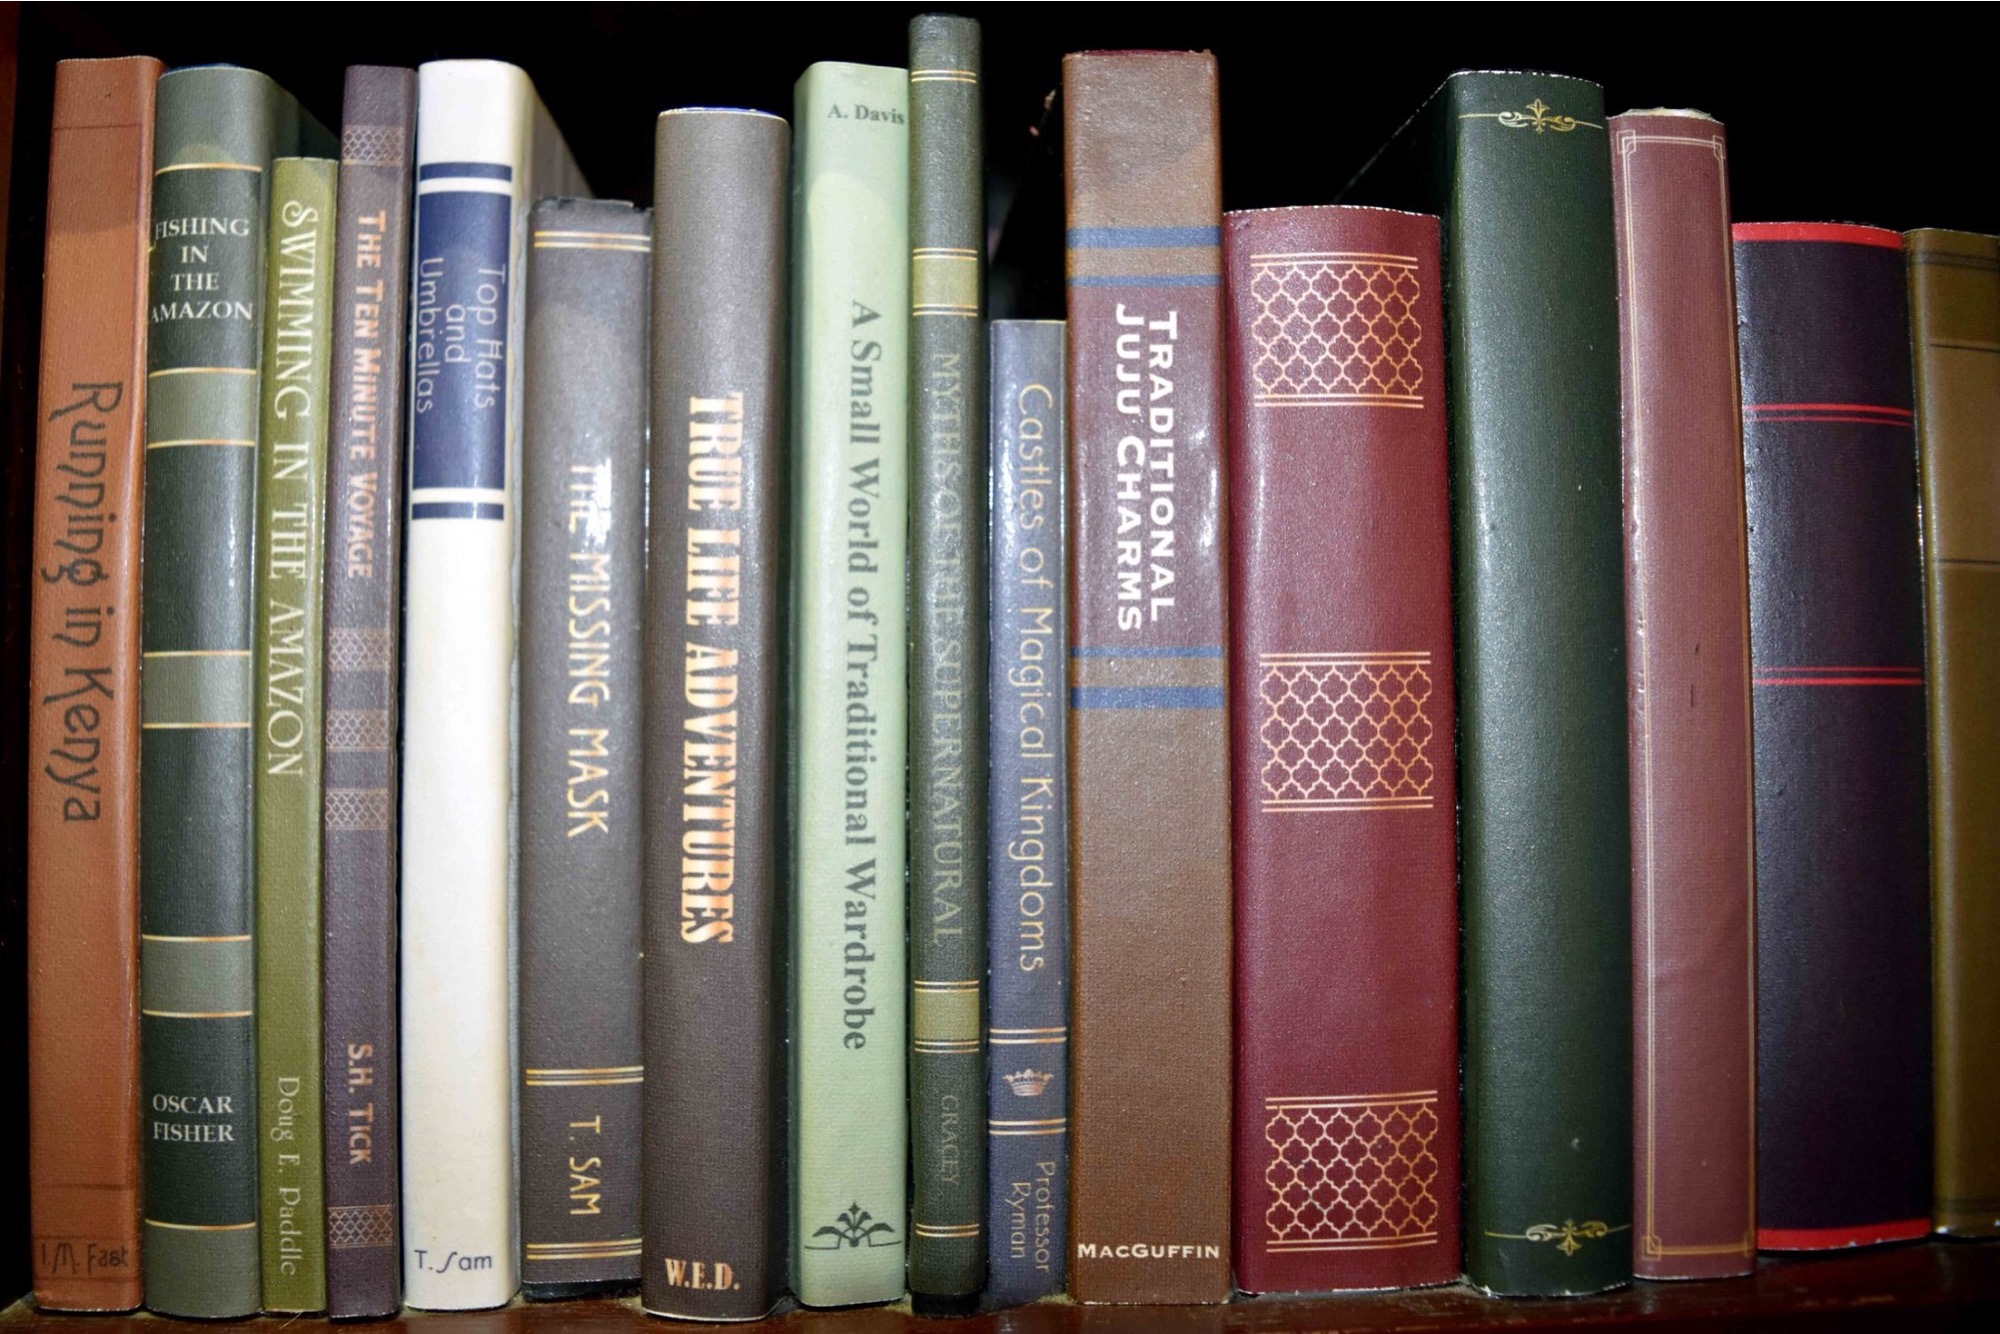 Running in Kenya
I.M. Fast
FISHING
IN
THE
AMAZON
OSCAR
FISHER
SWIMMING IN THE AMAZON
Doug E. Paddle
THE TEN MINUTE VOYAGE
S.H. TICK
Top Hats
and
Umbrellas
T. Sam
THE MISSING MASK
T. SAM
TRUE LIFE ADVENTURES
W.E.D.
A. Davis
A Small World of Traditional Wardrobe
MYTHS OF THE SUPERNATURAL
GRACEY
Castles of Magical Kingdoms
Professor
Ryman
TRADITIONAL
JUJU CHARMS
MACGUFFIN